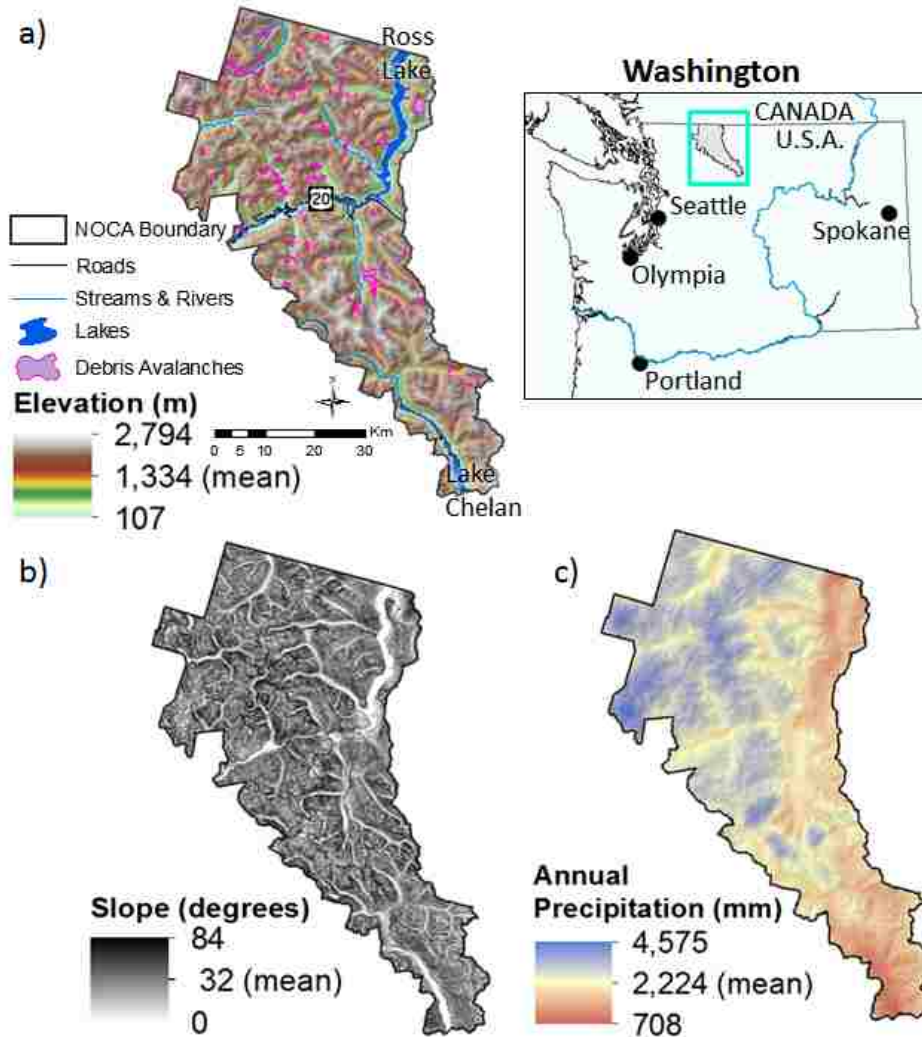 a)
Ross
Lake
20
NOCA Boundary
Roads
Streams & Rivers
Lakes
Debris Avalanches
Elevation (m)
2,794
1,334 (mean)
107
Km
0 5 10 20 30
Lake
Chelan
Washington
CANADA
U.S.A.
Seattle
Spokane
Olympia
Portland
b)
Slope (degrees)
84
32 (mean)
0
c)
Annual
Precipitation (mm)
4,575
2,224 (mean)
708